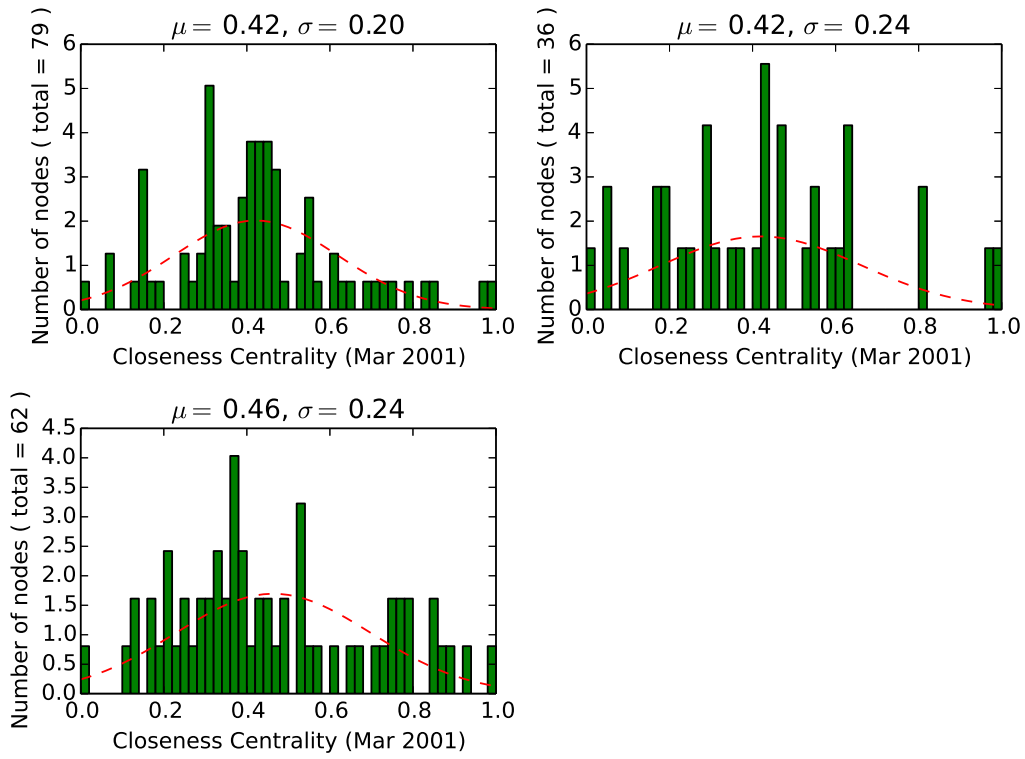 μ = 0.42, σ = 0.20
Number of nodes ( total = 79 )
6
5
4
3
2
1
0
0.0 0.2 0.4 0.6 0.8 1.0
Closeness Centrality (Mar 2001)
μ = 0.42, σ = 0.24
Number of nodes ( total = 36 )
6
5
4
3
2
1
0
0.0 0.2 0.4 0.6 0.8 1.0
Closeness Centrality (Mar 2001)
μ = 0.46, σ = 0.24
Number of nodes ( total = 62 )
4.5
4.0
3.5
3.0
2.5
2.0
1.5
1.0
0.5
0.0
0.0 0.2 0.4 0.6 0.8 1.0
Closeness Centrality (Mar 2001)